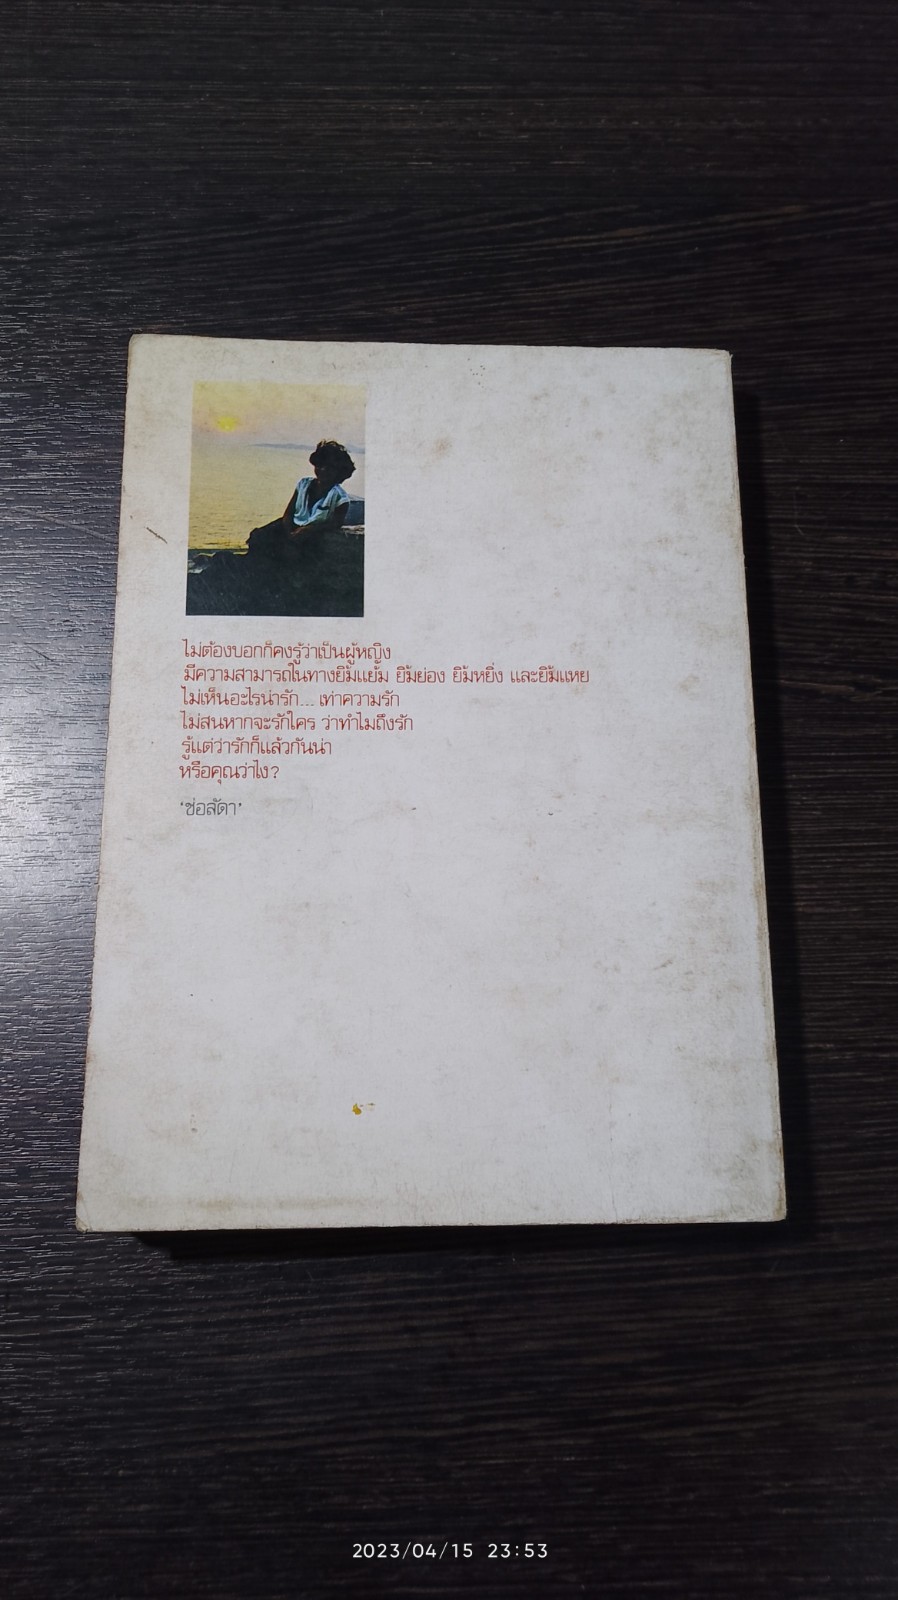 ไม่ต้องบอกก็คงรู้ว่าเป็นผู้หญิง
มีความสามารถในทางยิ้มแย้ม ยิ้มย่อง ยิ้มหยิ่ง และยิ้มแหย
ไม่เห็นอะไรน่ารัก... เท่าความรัก
ไม่สนหากจะรักใคร ว่าทำไมถึงรัก
รู้แต่ว่ารักก็แล้วกันน่า
หรือคุณว่าไง?
‘ช่อลัดา’
2023/04/15 23:53